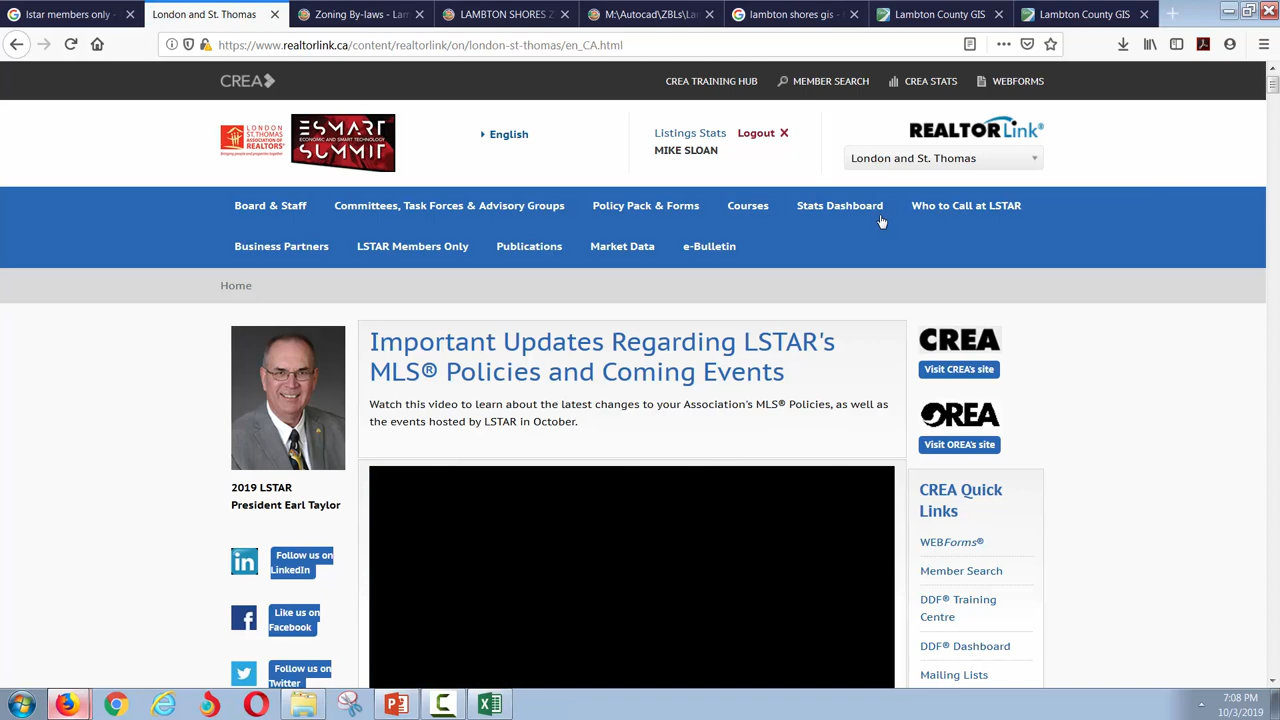 lstar members only -
London and St. Thomas
Zoning By-laws - Lam
LAMBTON SHORES Z
M:\Autocad\ZBLs\Lam
lambton shores gis -
Lambton County GIS
Lambton County GIS
https://www.realtorlink.ca/content/realtorlink/on/london-st-thomas/en_CA.html
CREA
CREA TRAINING HUB
MEMBER SEARCH
CREA STATS
WEBFORMS
LONDON
ST. THOMAS
ASSOCIATION OF
REALTORS®
ESMART
ECONOMIC AND SMART TECHNOLOGY
SUMMIT
English
Listings Stats Logout
MIKE SLOAN
REALTOR Link®
London and St. Thomas
Board & Staff
Committees, Task Forces & Advisory Groups
Policy Pack & Forms
Courses
Stats Dashboard
Who to Call at LSTAR
Business Partners
LSTAR Members Only
Publications
Market Data
e-Bulletin
Home
2019 LSTAR
President Earl Taylor
Follow us on
LinkedIn
Like us on
Facebook
Follow us on
Twitter
Important Updates Regarding LSTAR's
MLS® Policies and Coming Events
Watch this video to learn about the latest changes to your Association's MLS® Policies, as well as
the events hosted by LSTAR in October.
CREA
Visit CREA's site
OREA
Visit OREA's site
CREA Quick
Links
WEBForms®
Member Search
DDF® Training
Centre
DDF® Dashboard
Mailing Lists
7:08 PM
10/3/2019